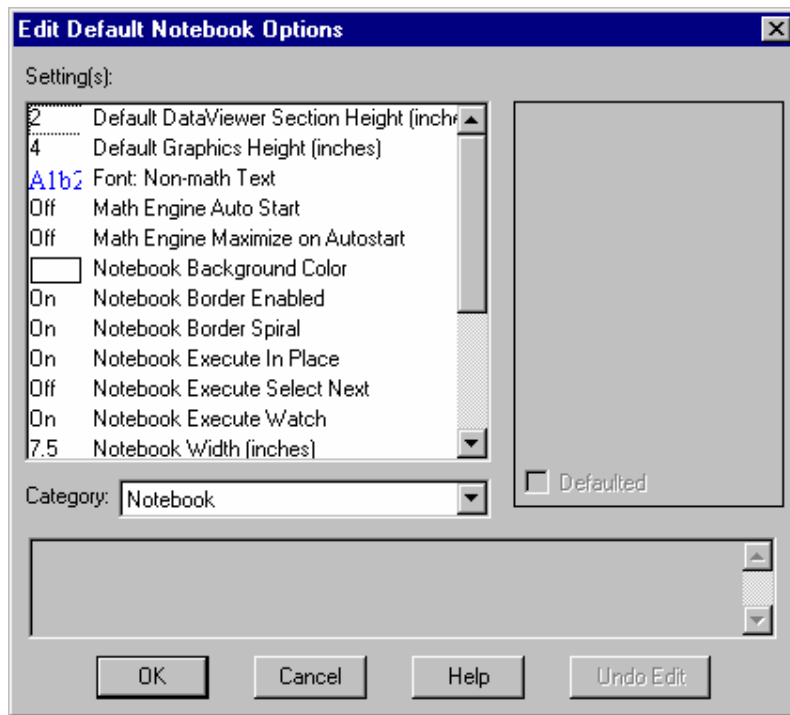 Edit Default Notebook Options
Setting(s):
2 Default DataViewer Section Height (inche
4 Default Graphics Height (inches)
A1b2 Font: Non-math Text
Off Math Engine Auto Start
Off Math Engine Maximize on Autostart
Notebook Background Color
On Notebook Border Enabled
On Notebook Border Spiral
On Notebook Execute In Place
Off Notebook Execute Select Next
On Notebook Execute Watch
7.5 Notebook Width (inches)
Defaulted
Category: Notebook
OK Cancel Help Undo Edit